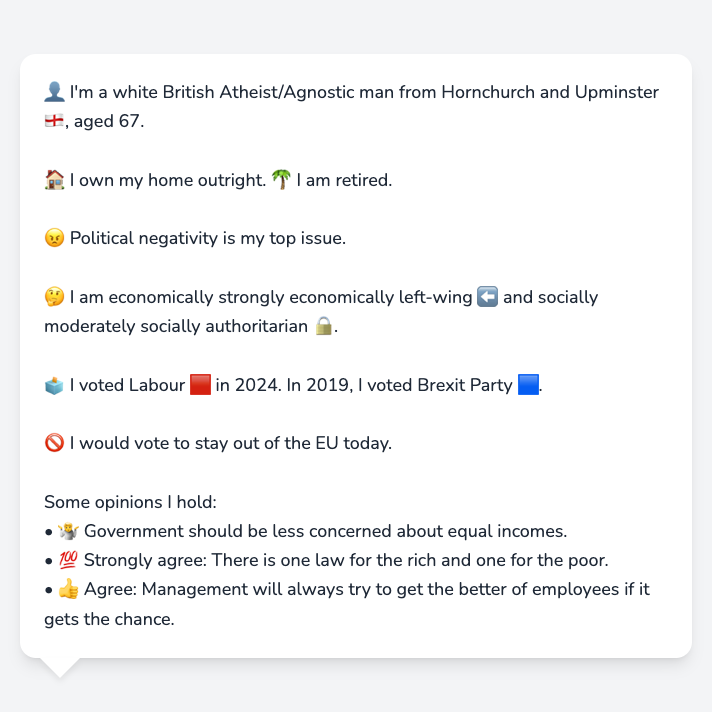 👤 I'm a white British Atheist/Agnostic man from Hornchurch and Upminster
🏴󠁧󠁢󠁥󠁮󠁧󠁿, aged 67.
🏠 I own my home outright. 🌴 I am retired.
😠 Political negativity is my top issue.
🤔 I am economically strongly economically left-wing ⬅️ and socially
moderately socially authoritarian 🔒.
🗳️ I voted Labour 🟥 in 2024. In 2019, I voted Brexit Party 🟦.
🚫 I would vote to stay out of the EU today.
Some opinions I hold:
• 🤷 Government should be less concerned about equal incomes.
• 💯 Strongly agree: There is one law for the rich and one for the poor.
• 👍 Agree: Management will always try to get the better of employees if it
gets the chance.